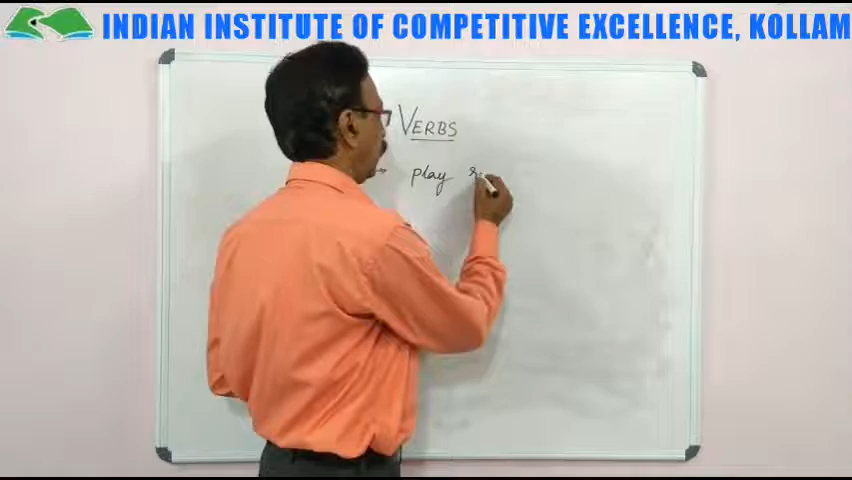 INDIAN INSTITUTE OF COMPETITIVE EXCELLENCE, KOLLAM
VERBS
play